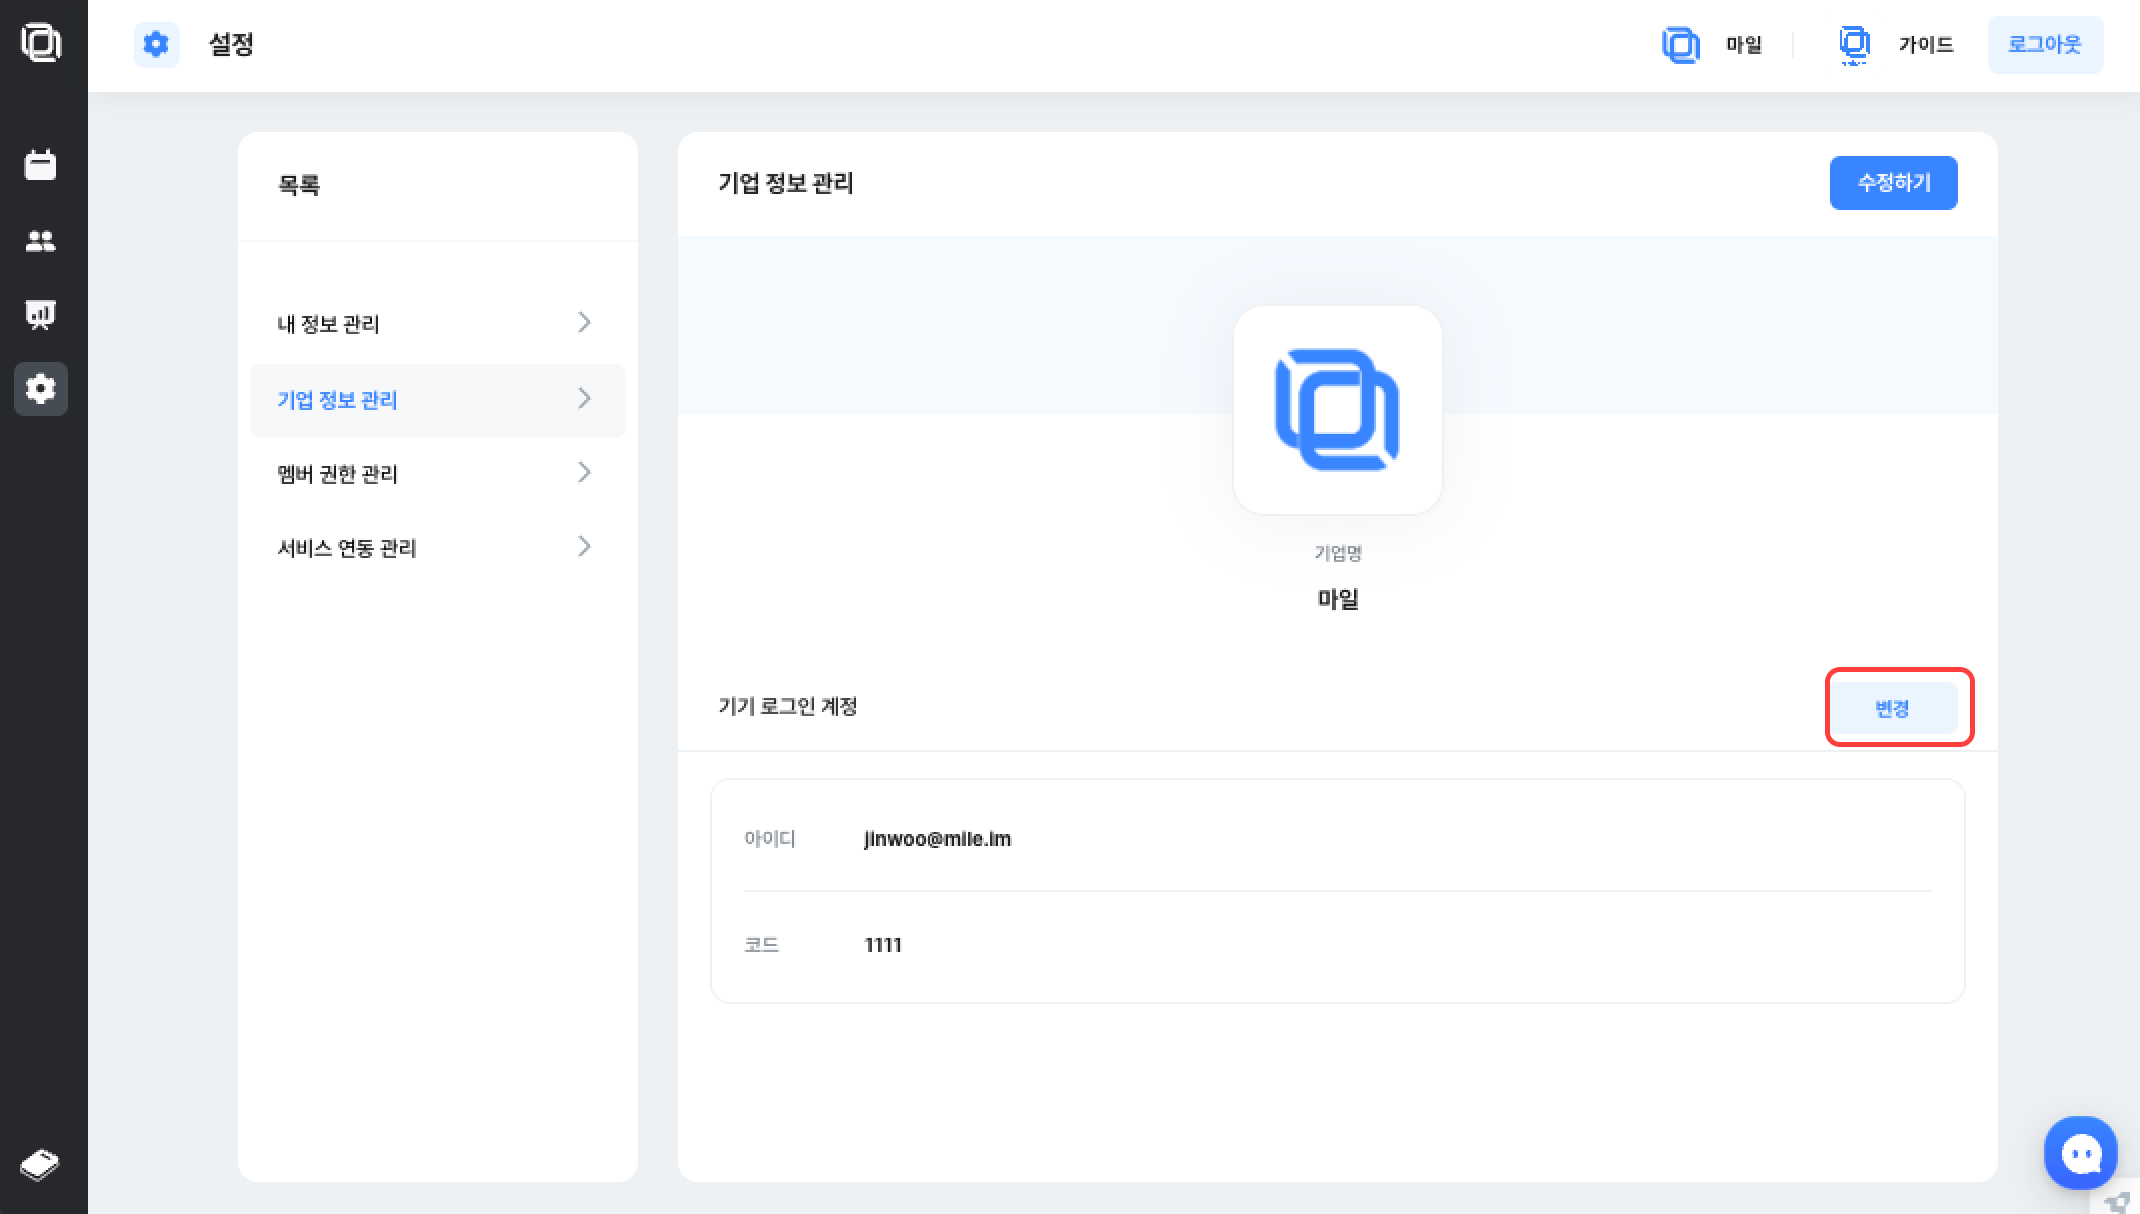 설정
마일
가이드
로그아웃
목록
내 정보 관리
기업 정보 관리
멤버 권한 관리
서비스 연동 관리
기업 정보 관리
수정하기
기업명
마일
기기 로그인 계정
변경
아이디
jinwoo@mile.im
코드
1111